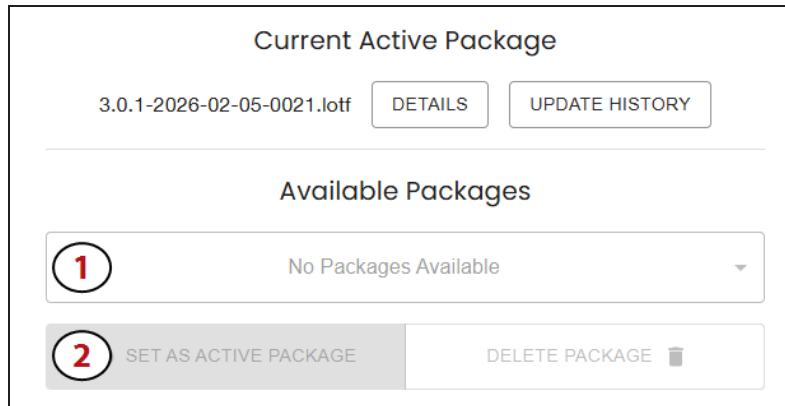 Current Active Package
3.0.1-2026-02-05-0021.lotf DETAILS UPDATE HISTORY
Available Packages
1 No Packages Available
2 SET AS ACTIVE PACKAGE DELETE PACKAGE